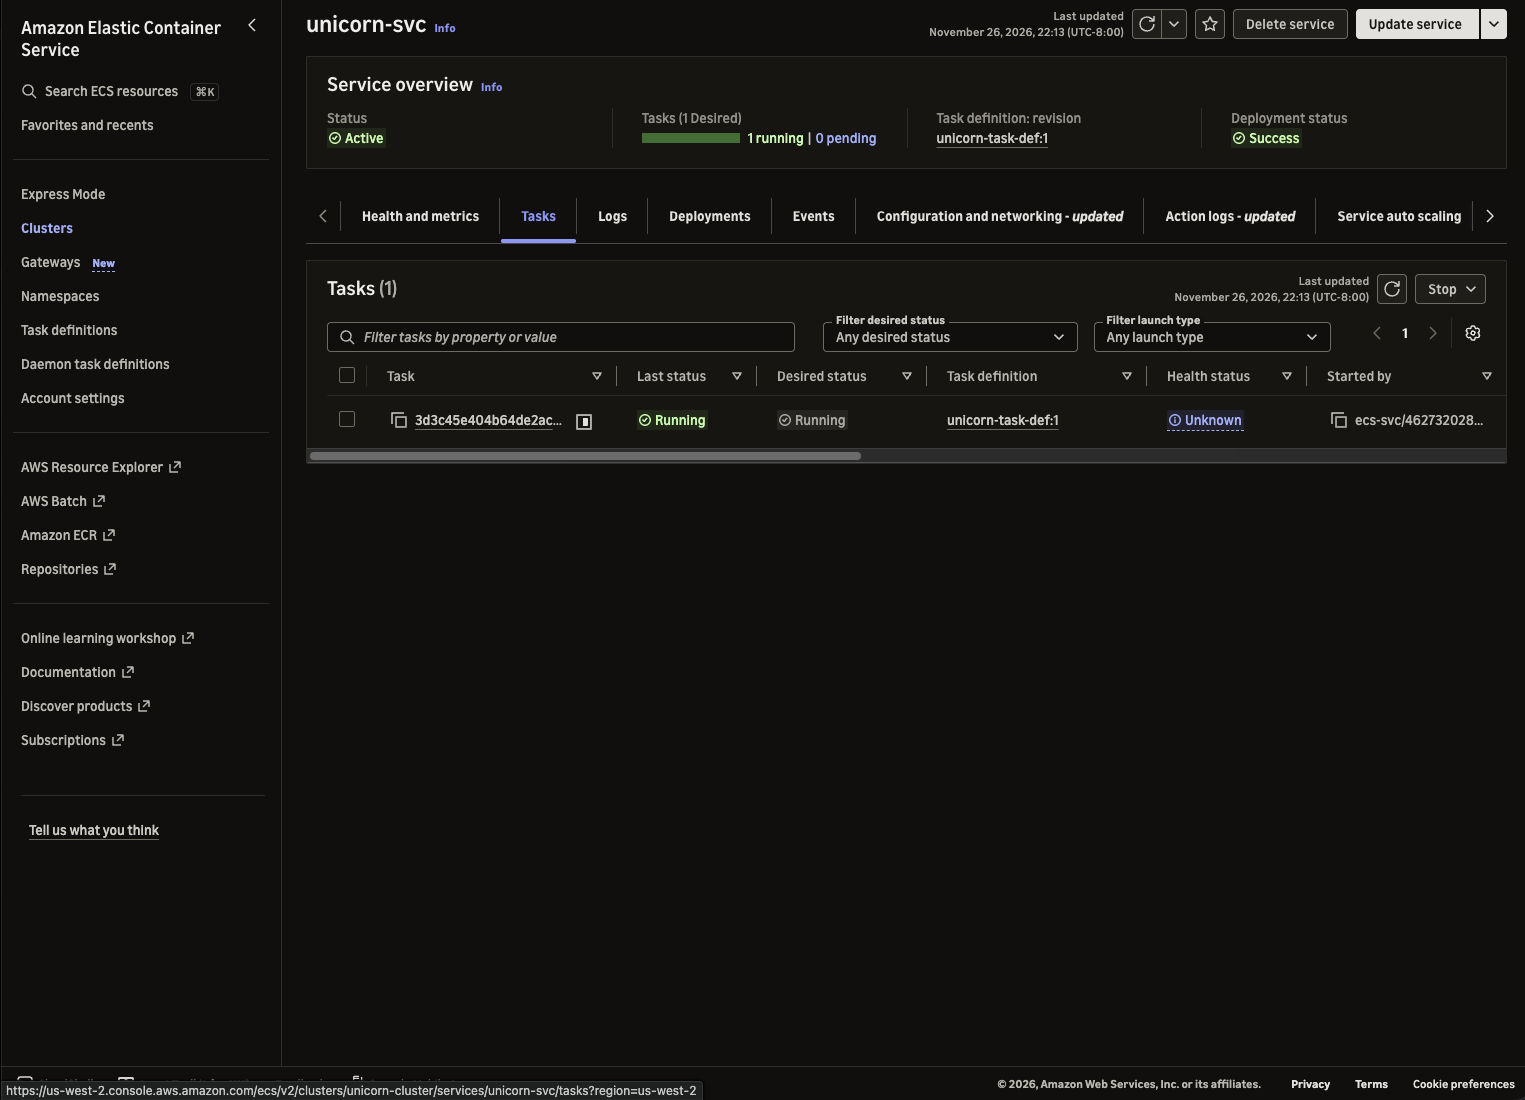 Amazon Elastic Container
Service
Search ECS resources ⌘K
Favorites and recents
Express Mode
Clusters
Gateways New
Namespaces
Task definitions
Daemon task definitions
Account settings
AWS Resource Explorer
AWS Batch
Amazon ECR
Repositories
Online learning workshop
Documentation
Discover products
Subscriptions
Tell us what you think
unicorn-svc Info
Last updated
November 26, 2026, 22:13 (UTC-8:00)
Delete service
Update service
Service overview Info
Status
Active
Tasks (1 Desired)
1 running | 0 pending
Task definition: revision
unicorn-task-def:1
Deployment status
Success
Health and metrics
Tasks
Logs
Deployments
Events
Configuration and networking - updated
Action logs - updated
Service auto scaling
Tasks (1)
Last updated
November 26, 2026, 22:13 (UTC-8:00)
Stop
Filter tasks by property or value
Filter desired status
Any desired status
Filter launch type
Any launch type
1
Task Last status Desired status Task definition Health status Started by
3d3c45e404b64de2ac... Running Running unicorn-task-def:1 Unknown ecs-svc/462732028...
https://us-west-2.console.aws.amazon.com/ecs/v2/clusters/unicorn-cluster/services/unicorn-svc/tasks?region=us-west-2
© 2026, Amazon Web Services, Inc. or its affiliates. Privacy Terms Cookie preferences